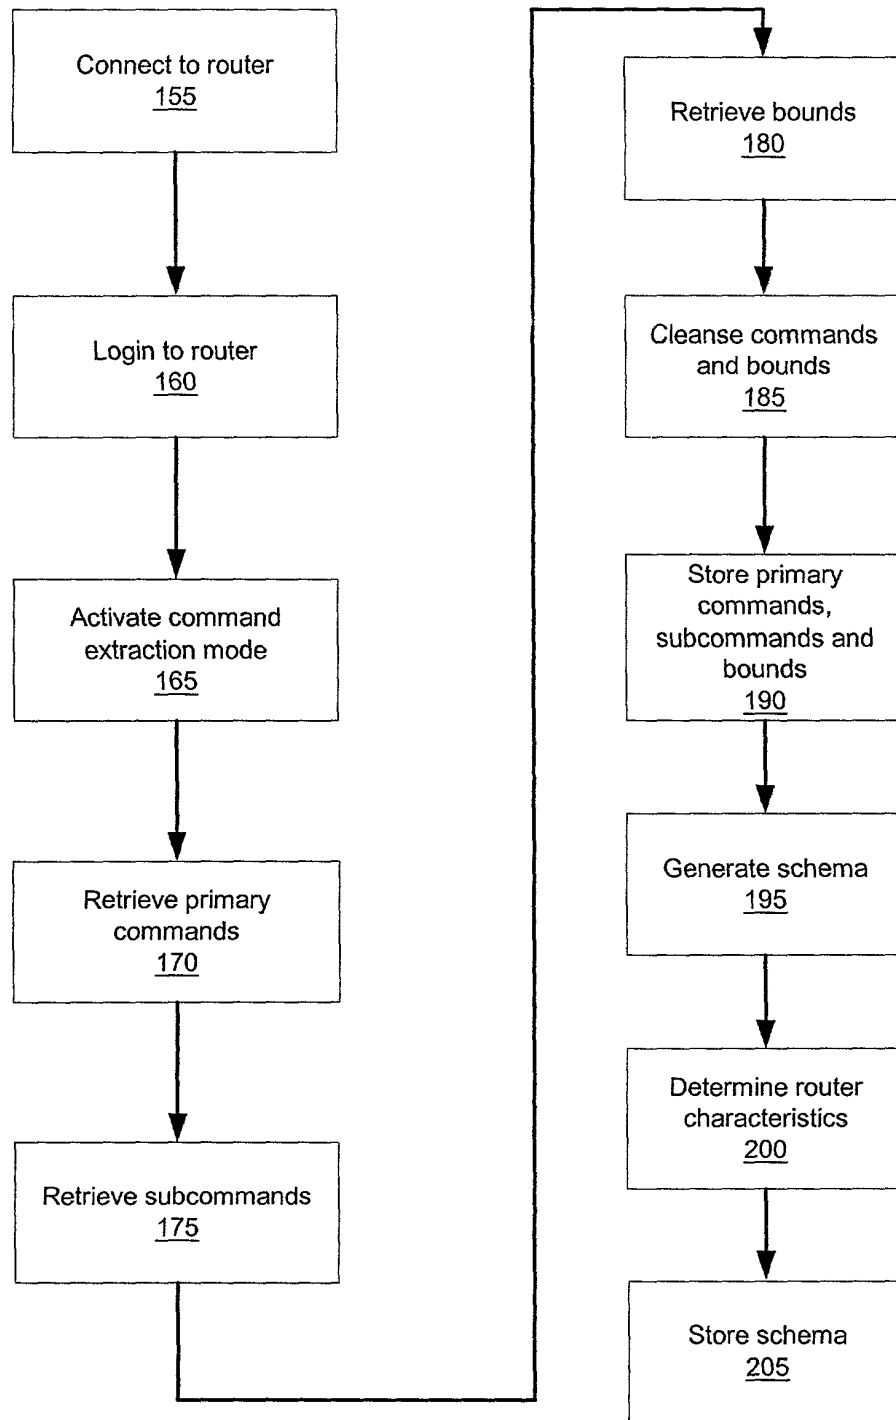 Connect to router
155
Login to router
160
Activate command
extraction mode
165
Retrieve primary
commands
170
Retrieve subcommands
175
Retrieve bounds
180
Cleanse commands
and bounds
185
Store primary
commands,
subcommands and
bounds
190
Generate schema
195
Determine router
characteristics
200
Store schema
205